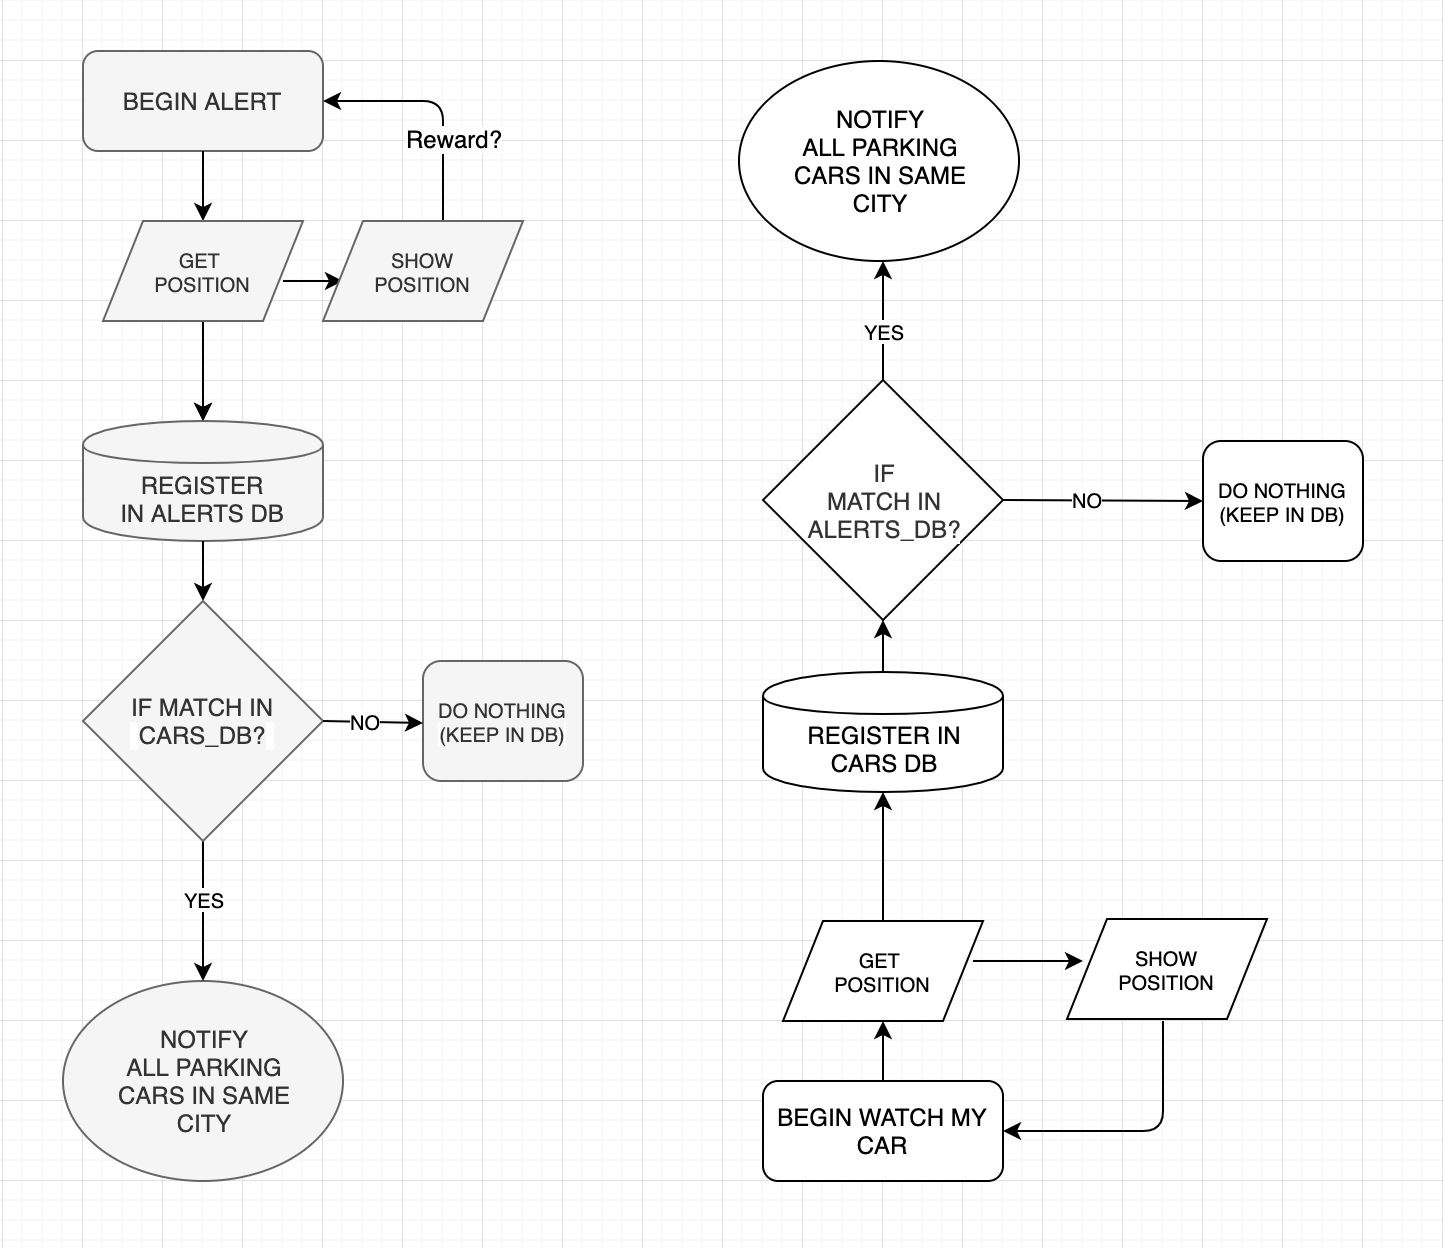 BEGIN ALERT
Reward?
GET
POSITION
SHOW
POSITION
REGISTER
IN ALERTS DB
IF MATCH IN
CARS_DB?
NO
DO NOTHING
(KEEP IN DB)
YES
NOTIFY
ALL PARKING
CARS IN SAME
CITY
NOTIFY
ALL PARKING
CARS IN SAME
CITY
YES
IF
MATCH IN
ALERTS_DB?
NO
DO NOTHING
(KEEP IN DB)
REGISTER IN
CARS DB
GET
POSITION
SHOW
POSITION
BEGIN WATCH MY
CAR